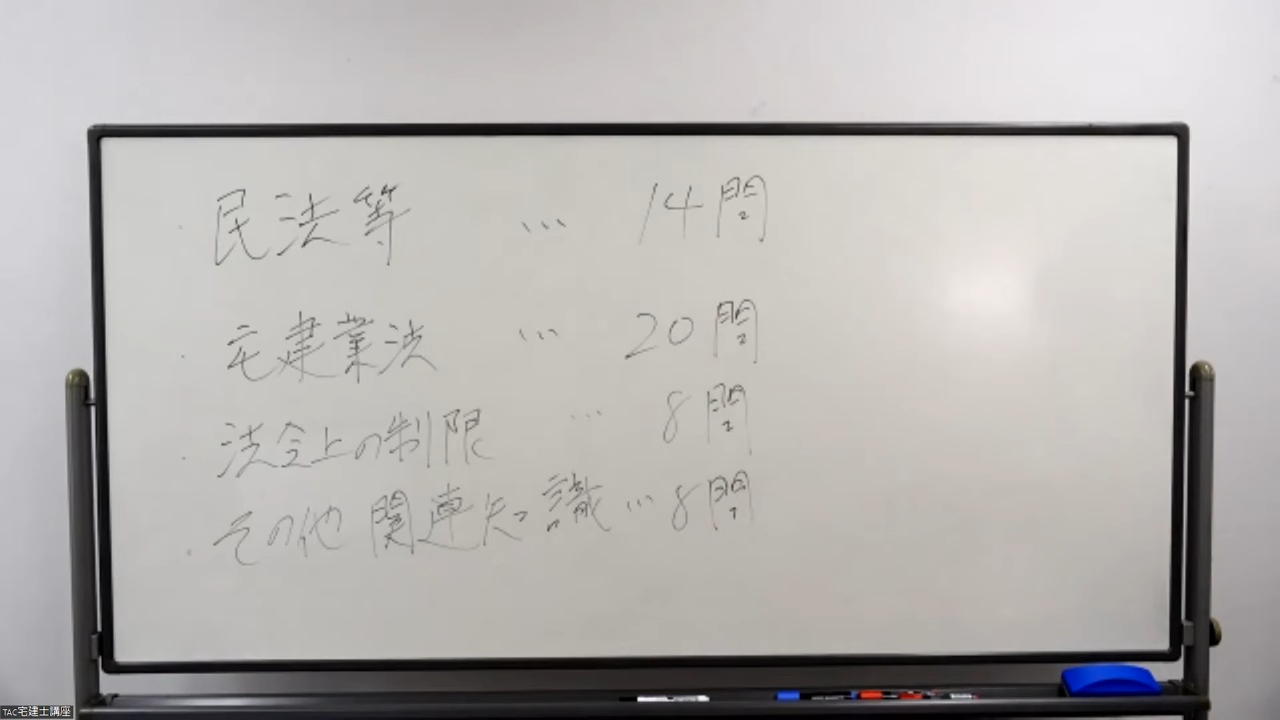 ・民法等 … 14問
・宅建業法 … 20問
・法令上の制限 … 8問
・その他関連知識…8問
TAC宅建士講座